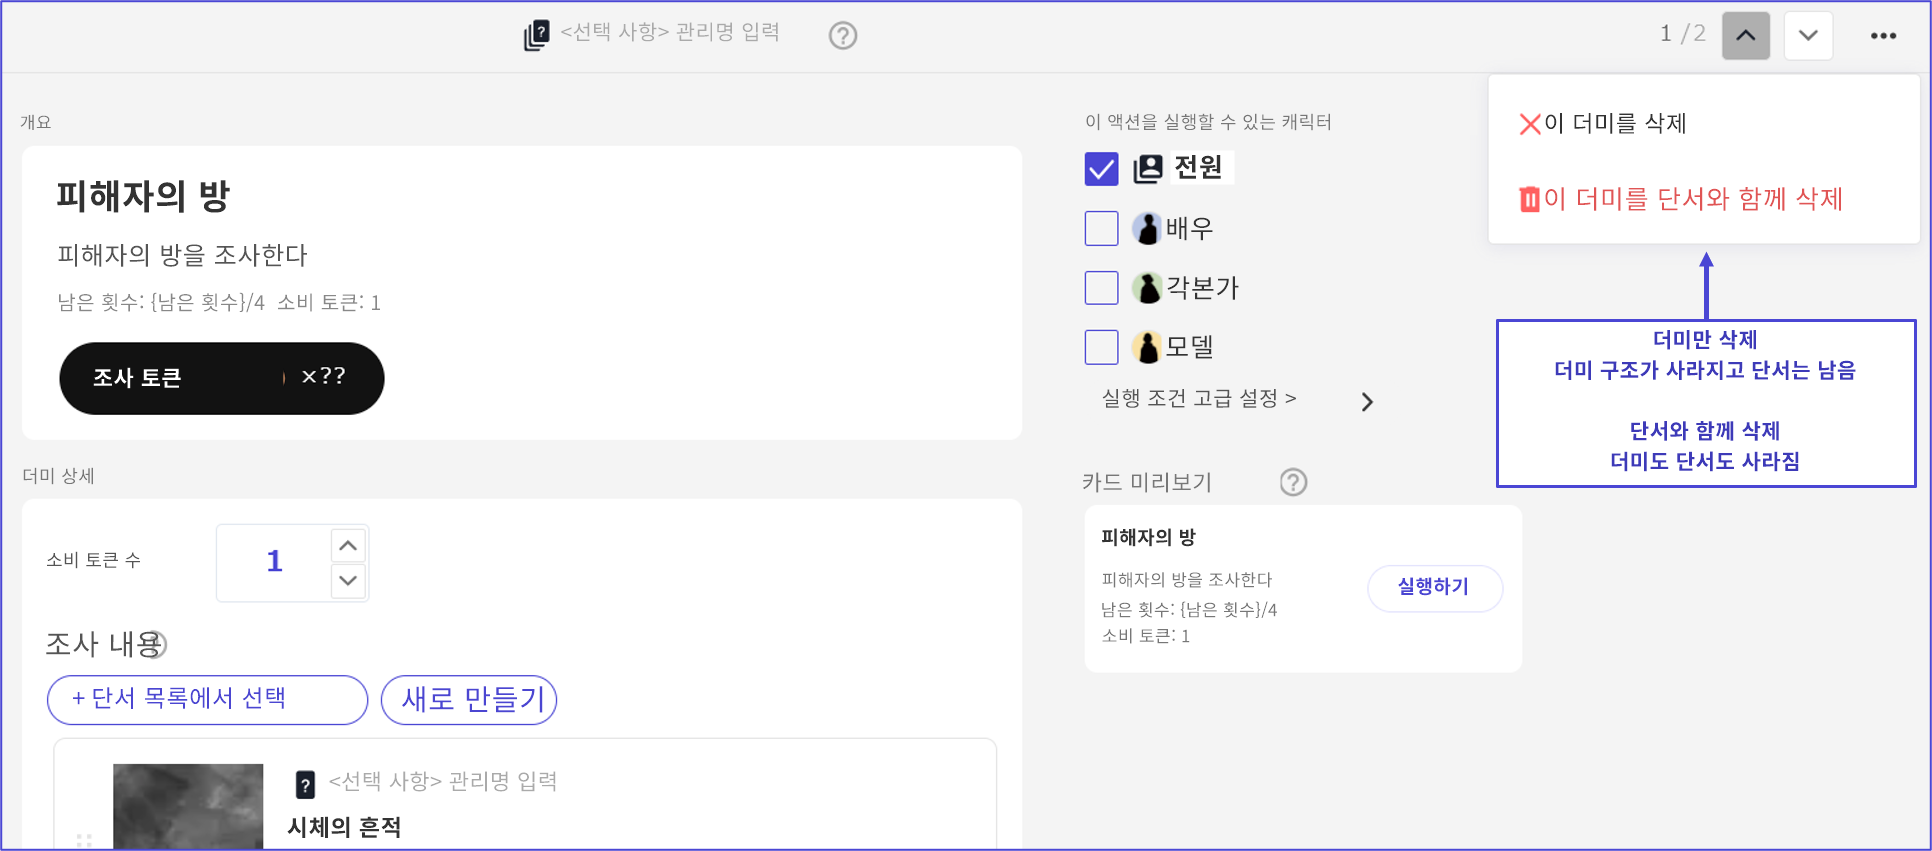 <선택 사항> 관리명 입력
1 / 2
이 더미를 삭제
이 더미를 단서와 함께 삭제
더미만 삭제
더미 구조가 사라지고 단서는 남음
단서와 함께 삭제
더미도 단서도 사라짐
개요
피해자의 방
피해자의 방을 조사한다
남은 횟수: {남은 횟수}/4 소비 토큰: 1
조사 토큰 ×??
더미 상세
소비 토큰 수
1
조사 내용
+ 단서 목록에서 선택
새로 만들기
<선택 사항> 관리명 입력
시체의 흔적
이 액션을 실행할 수 있는 캐릭터
전원
배우
각본가
모델
실행 조건 고급 설정 >
카드 미리보기
피해자의 방
피해자의 방을 조사한다
남은 횟수: {남은 횟수}/4
소비 토큰: 1
실행하기